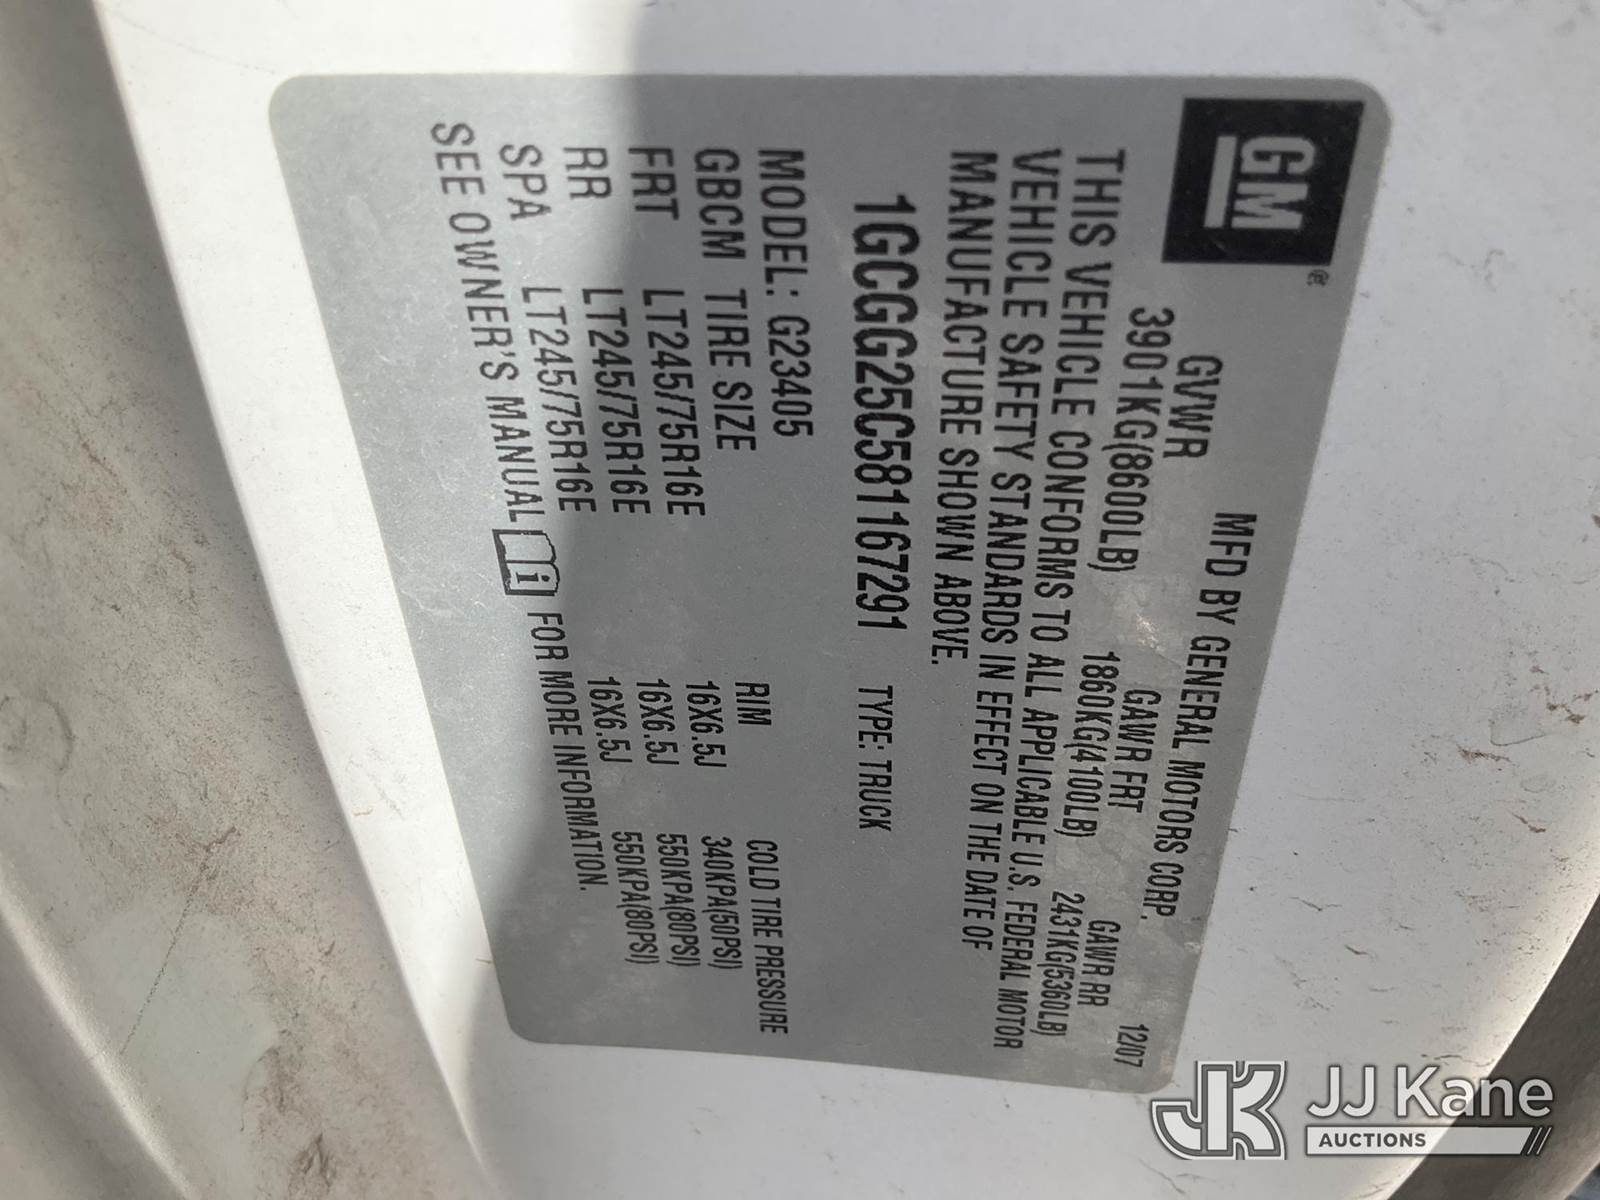 GM®
MFD BY GENERAL MOTORS CORP. 12/07
GVWR GAWR FRT GAWR RR
3901KG(8600LB) 1860KG(4100LB) 2431KG(5360LB)
THIS VEHICLE CONFORMS TO ALL APPLICABLE U.S. FEDERAL MOTOR
VEHICLE SAFETY STANDARDS IN EFFECT ON THE DATE OF
MANUFACTURE SHOWN ABOVE.
1GCGG25C581167291 TYPE: TRUCK
MODEL: G23405
GBCM TIRE SIZE RIM COLD TIRE PRESSURE
FRT LT245/75R16E 16X6.5J 340KPA(50PSI)
RR LT245/75R16E 16X6.5J 550KPA(80PSI)
SPA LT245/75R16E 16X6.5J 550KPA(80PSI)
SEE OWNER'S MANUAL i FOR MORE INFORMATION.
JK JJ Kane
AUCTIONS